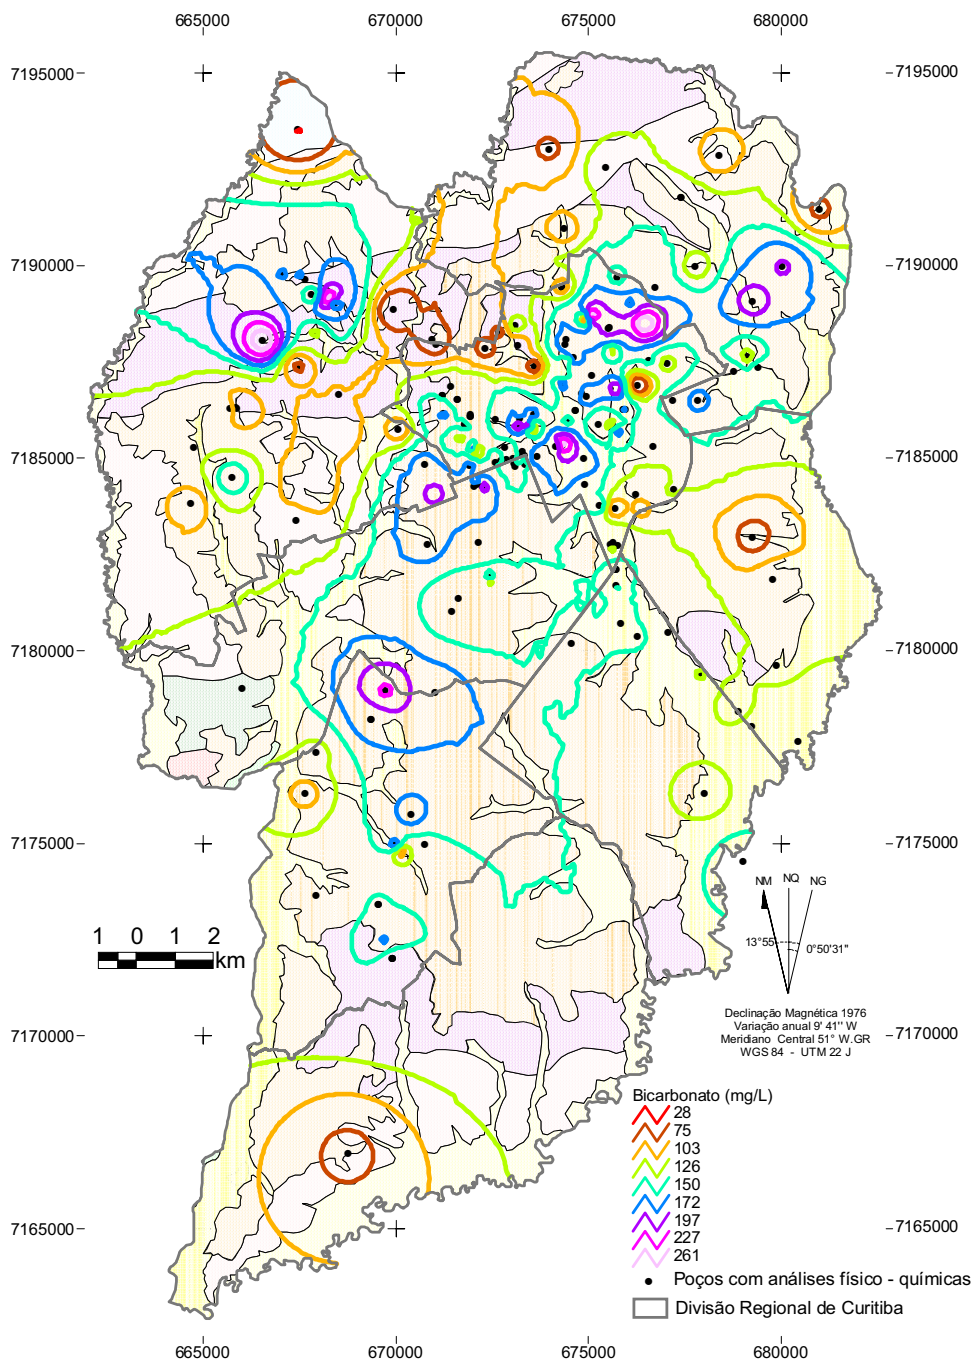 665000 670000 675000 680000
7195000 7195000
7190000 7190000
7185000 7185000
7180000 7180000
7175000 7175000
NM NQ NG
13°55' 0°50'31"
1 0 1 2
km
Declinação Magnética 1976
Variação anual 9' 41'' W
Meridiano Central 51° W.GR
WGS 84 - UTM 22 J
7170000 7170000
Bicarbonato (mg/L)
28
75
103
126
150
172
197
227
261
7165000 7165000
Poços com análises físico - químicas
Divisão Regional de Curitiba
665000 670000 675000 680000